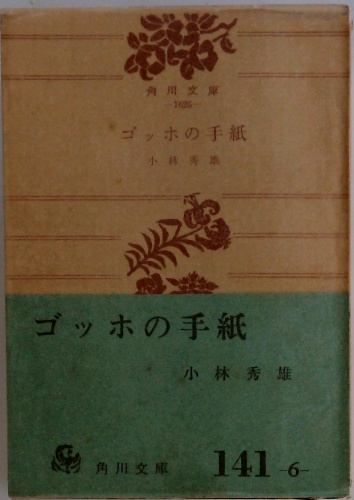 角川文庫
—1626—
ゴッホの手紙
小林秀雄
ゴッホの手紙
小林秀雄
角川文庫 141 -6-